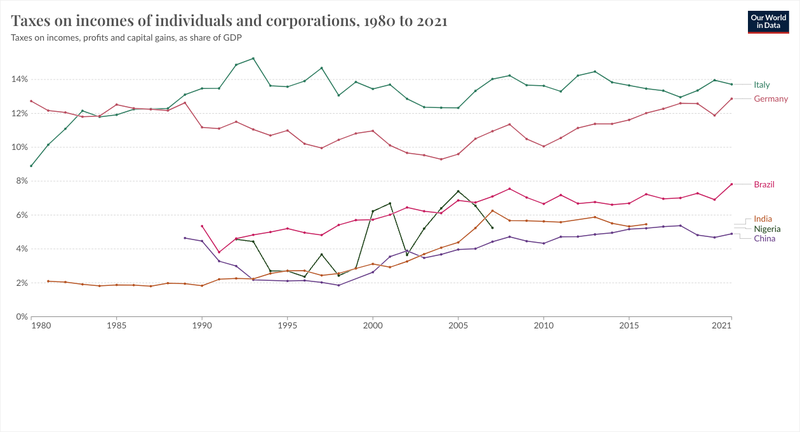 Taxes on incomes of individuals and corporations, 1980 to 2021
Taxes on incomes, profits and capital gains, as share of GDP
Our World
in Data
14%
12%
10%
8%
6%
4%
2%
0%
1980
1985
1990
1995
2000
2005
2010
2015
2021
Italy
Germany
Brazil
India
Nigeria
China